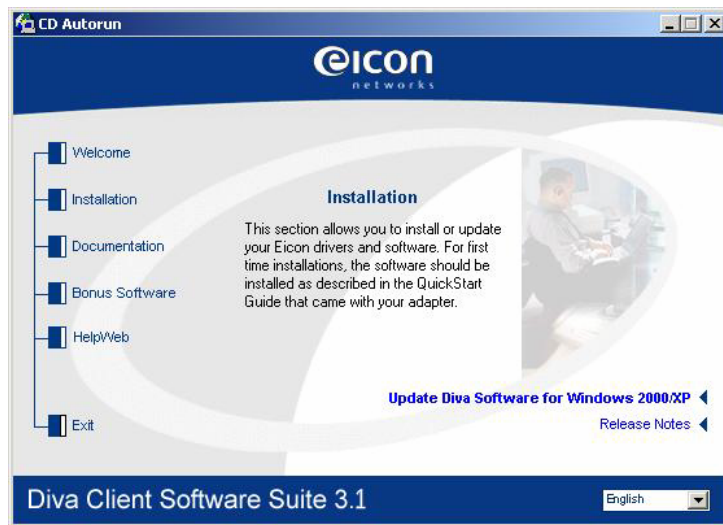 CD Autorun
eicon
networks
Welcome
Installation
Documentation
Bonus Software
HelpWeb
Exit
Installation
This section allows you to install or update
your Eicon drivers and software. For first
time installations, the software should be
installed as described in the QuickStart
Guide that came with your adapter.
Update Diva Software for Windows 2000/XP
Release Notes
Diva Client Software Suite 3.1
English